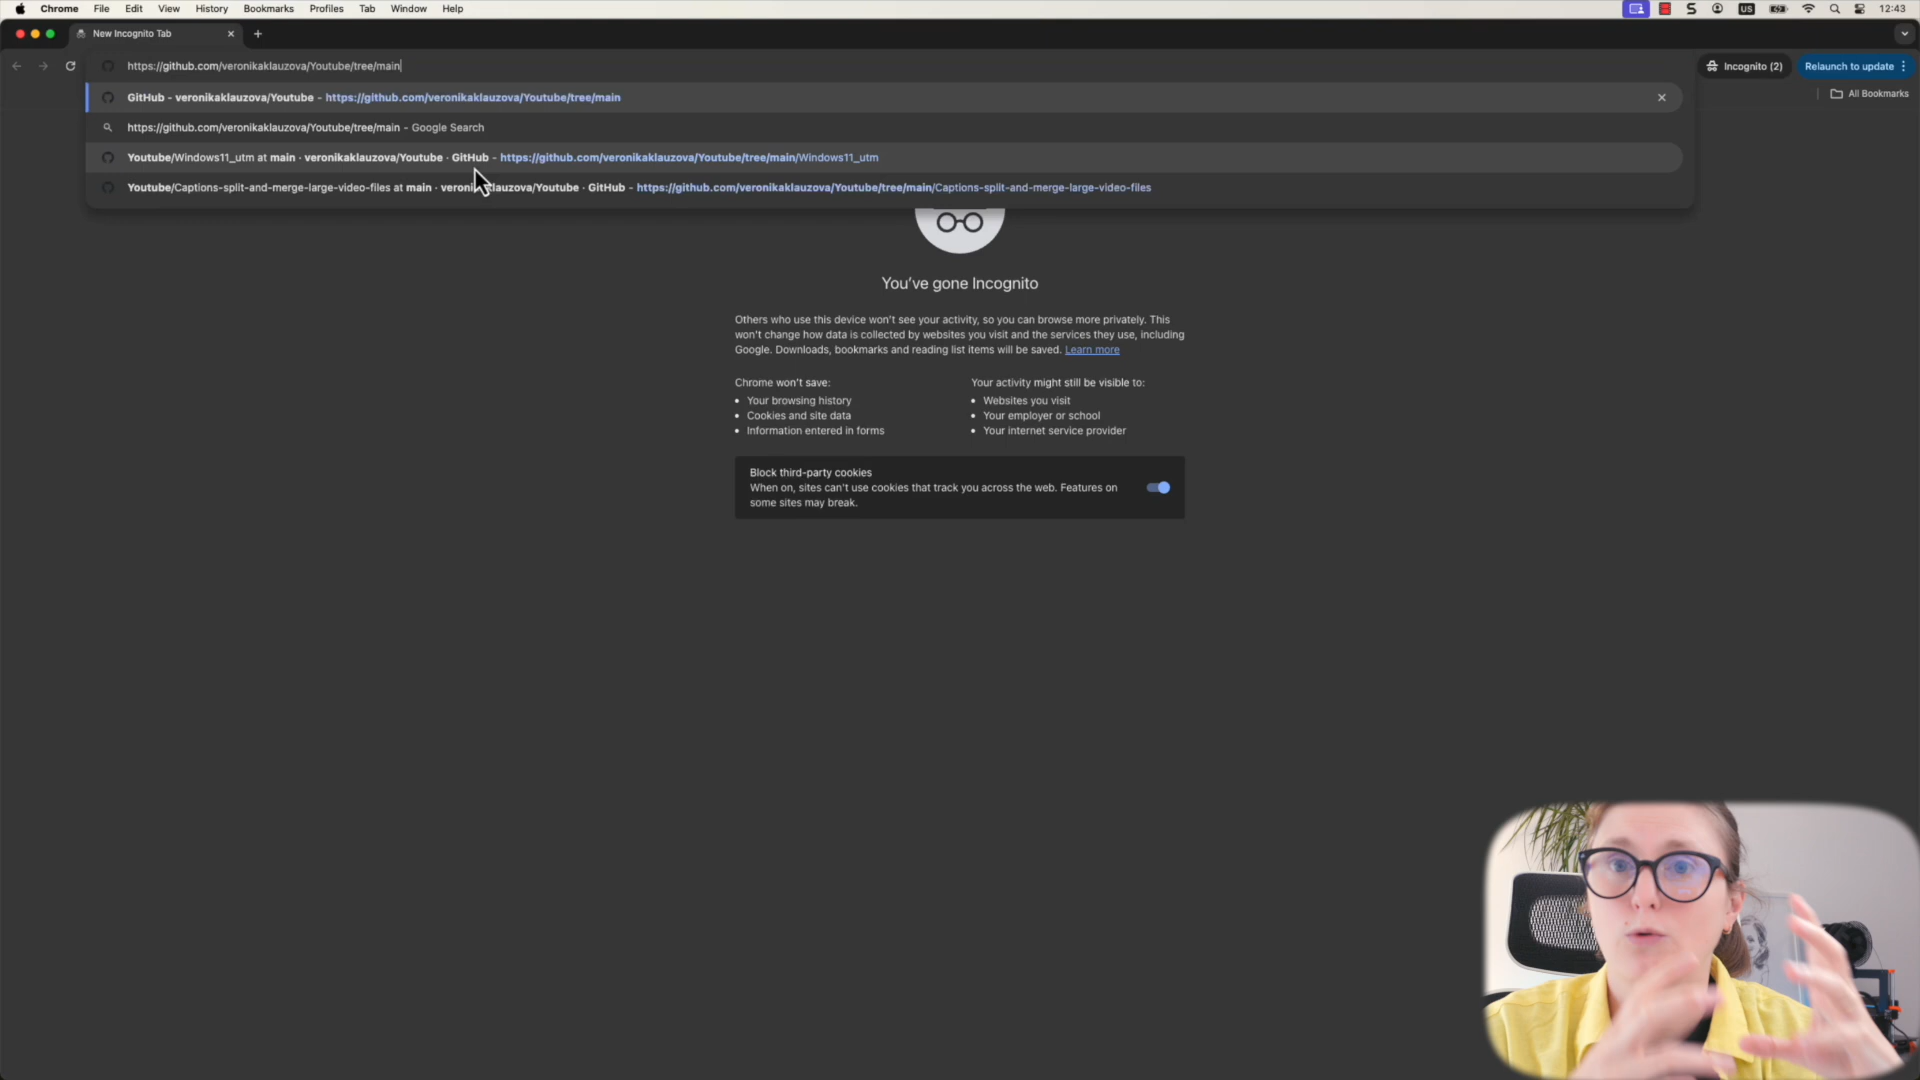 Chrome File Edit View History Bookmarks Profiles Tab Window Help S US 12:43
New Incognito Tab
https://github.com/veronikaklauzova/Youtube/tree/main
Incognito (2) Relaunch to update
GitHub - veronikaklauzova/Youtube - https://github.com/veronikaklauzova/Youtube/tree/main
All Bookmarks
https://github.com/veronikaklauzova/Youtube/tree/main - Google Search
Youtube/Windows11_utm at main · veronikaklauzova/Youtube · GitHub - https://github.com/veronikaklauzova/Youtube/tree/main/Windows11_utm
Youtube/Captions-split-and-merge-large-video-files at main · veronikaklauzova/Youtube · GitHub - https://github.com/veronikaklauzova/Youtube/tree/main/Captions-split-and-merge-large-video-files
You've gone Incognito
Others who use this device won't see your activity, so you can browse more privately. This
won't change how data is collected by websites you visit and the services they use, including
Google. Downloads, bookmarks and reading list items will be saved. Learn more
Chrome won't save:
• Your browsing history
• Cookies and site data
• Information entered in forms
Your activity might still be visible to:
• Websites you visit
• Your employer or school
• Your internet service provider
Block third-party cookies
When on, sites can't use cookies that track you across the web. Features on
some sites may break.